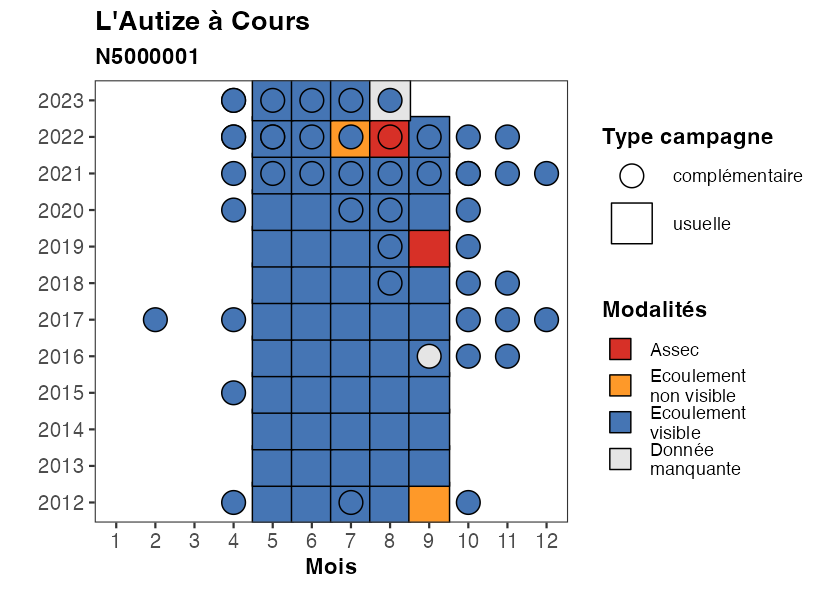 L'Autize à Cours
N5000001
2023
2022
2021
2020
2019
2018
2017
2016
2015
2014
2013
2012
1 2 3 4 5 6 7 8 9 10 11 12
Mois
Type campagne
complémentaire
usuelle
Modalités
Assec
Ecoulement
non visible
Ecoulement
visible
Donnée
manquante